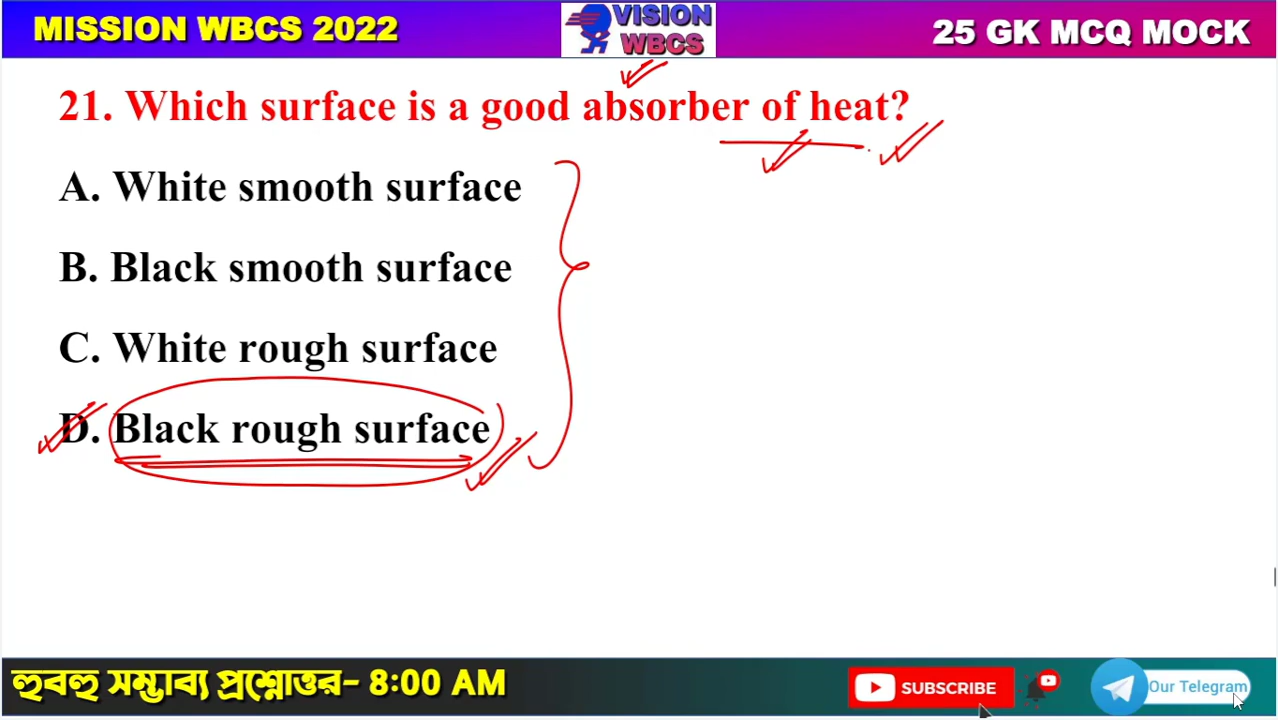 MISSION WBCS 2022
VISION
WBCS
25 GK MCQ MOCK
21. Which surface is a good absorber of heat?
A. White smooth surface
B. Black smooth surface
C. White rough surface
D. Black rough surface
হুবহু সম্ভাব্য প্রশ্নোত্তর- 8:00 AM
SUBSCRIBE
Our Telegram